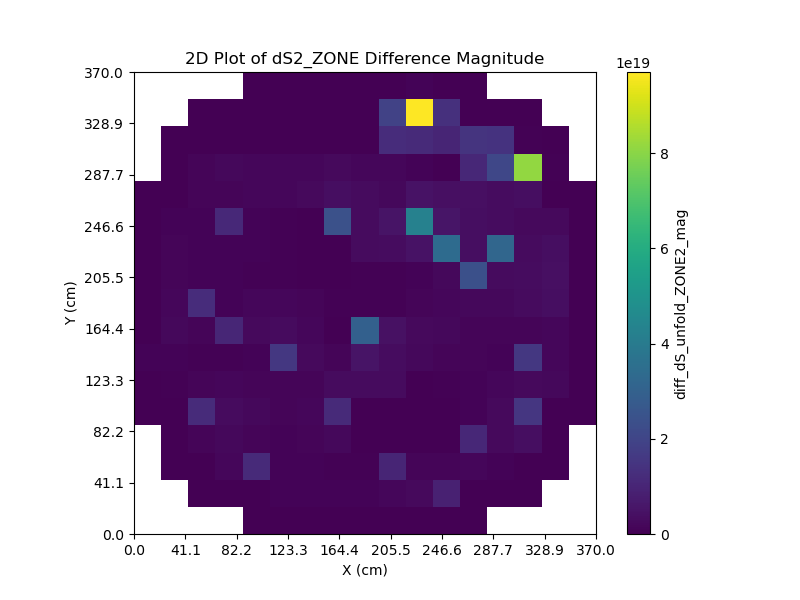 2D Plot of dS2_ZONE Difference Magnitude
1e19
370.0
328.9
287.7
246.6
205.5
164.4
123.3
82.2
41.1
0.0
Y (cm)
0.0 41.1 82.2 123.3 164.4 205.5 246.6 287.7 328.9 370.0
X (cm)
8
6
4
2
0
diff_dS_unfold_ZONE2_mag